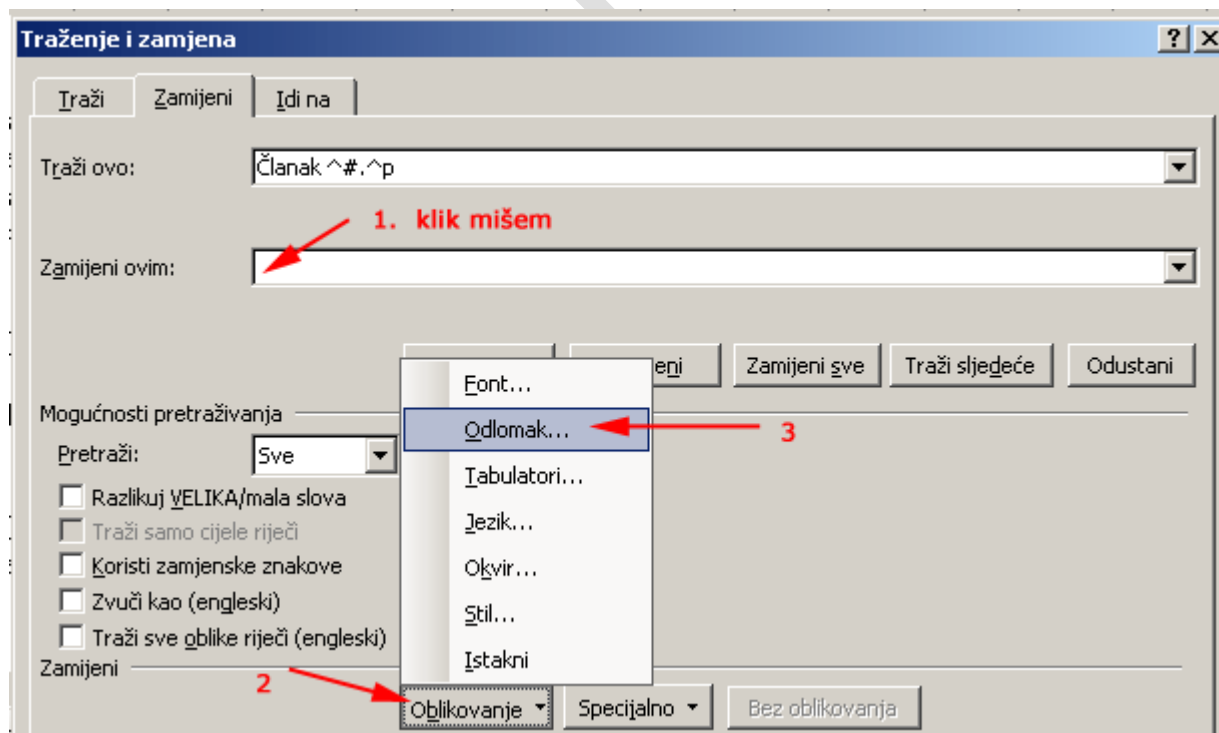 Traženje i zamjena
Traži Zamijeni Idi na
Traži ovo: Članak ^#.^p
1. klik mišem
Zamijeni ovim:
eni Zamijeni sve Traži sljedeće Odustani
Font...
Mogućnosti pretraživanja
Odlomak... 3
Pretraži: Sve
Tabulatori...
Razlikuj VELIKA/mala slova
Jezik...
Traži samo cijele riječi
Koristi zamjenske znakove
Okvir...
Zvuči kao (engleski)
Stil...
Traži sve oblike riječi (engleski)
Istakni
Zamijeni
2
Oblikovanje Specijalno Bez oblikovanja